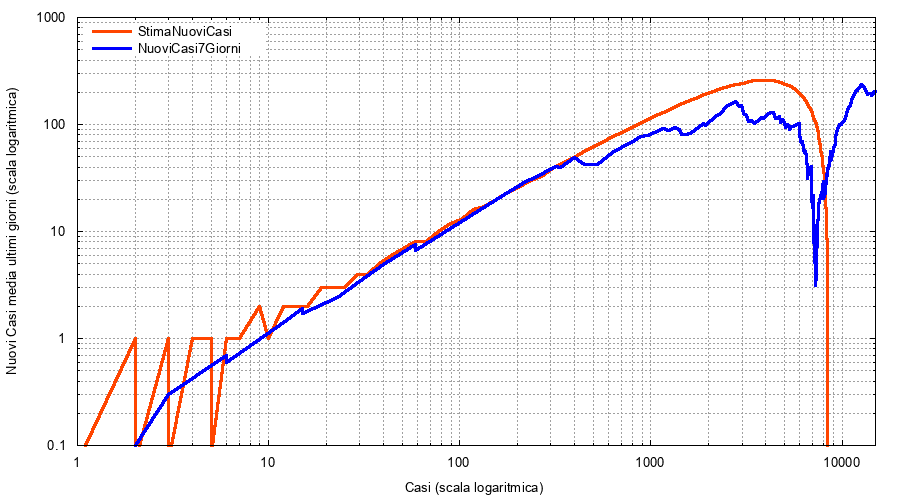 1000
StimaNuoviCasi
NuoviCasi7Giorni
100
10
1
0.1
Nuovi Casi media ultimi giorni (scala logaritmica)
1 10 100 1000 10000
Casi (scala logaritmica)